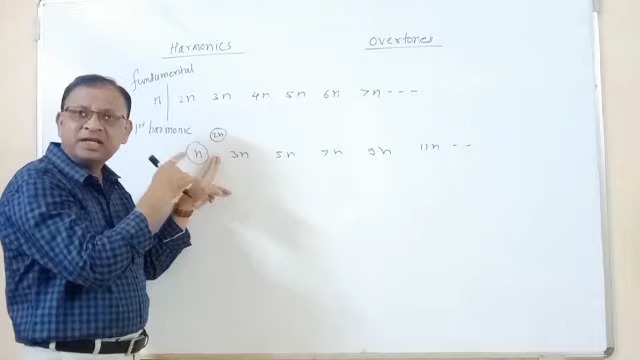 Harmonics Overtones
fundamental
n | 2n 3n 4n 5n 6n 7n ---
1st harmonic
2n
n 3n 5n 7n 9n 11n --